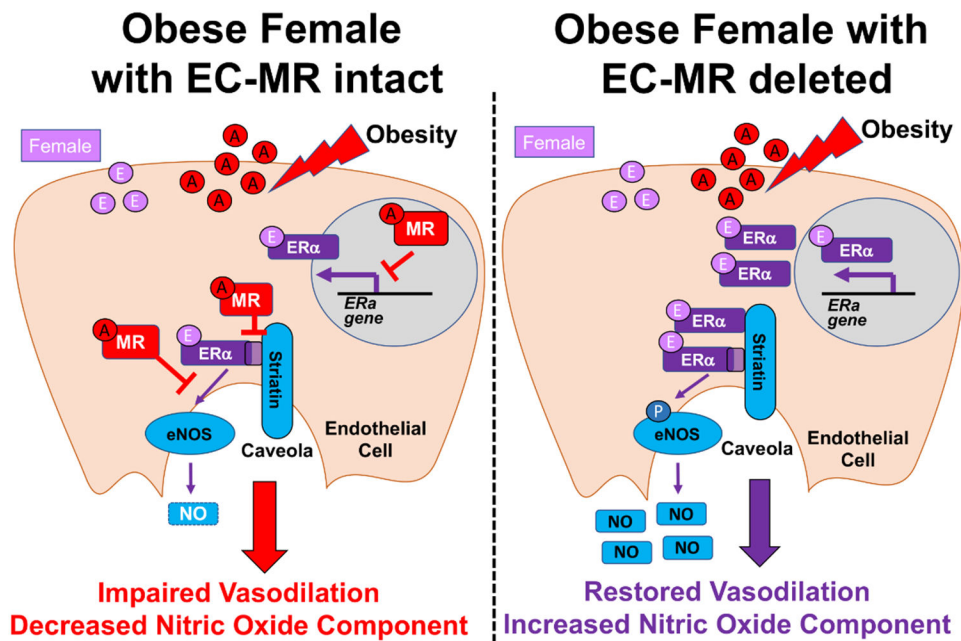 Obese Female
with EC-MR intact
Female
E
E
E
A
A
A
A
A
A
A
Obesity
A
MR
E
ERα
ERa
gene
A
MR
A
MR
E
ERα
Striatin
eNOS
Caveola
Endothelial
Cell
NO
Impaired Vasodilation
Decreased Nitric Oxide Component
Obese Female with
EC-MR deleted
Female
E
E
E
A
A
A
A
A
A
A
Obesity
E
ERα
E
ERα
E
ERα
ERa
gene
E
ERα
E
ERα
Striatin
P
eNOS
Caveola
Endothelial
Cell
NO
NO
NO
NO
Restored Vasodilation
Increased Nitric Oxide Component